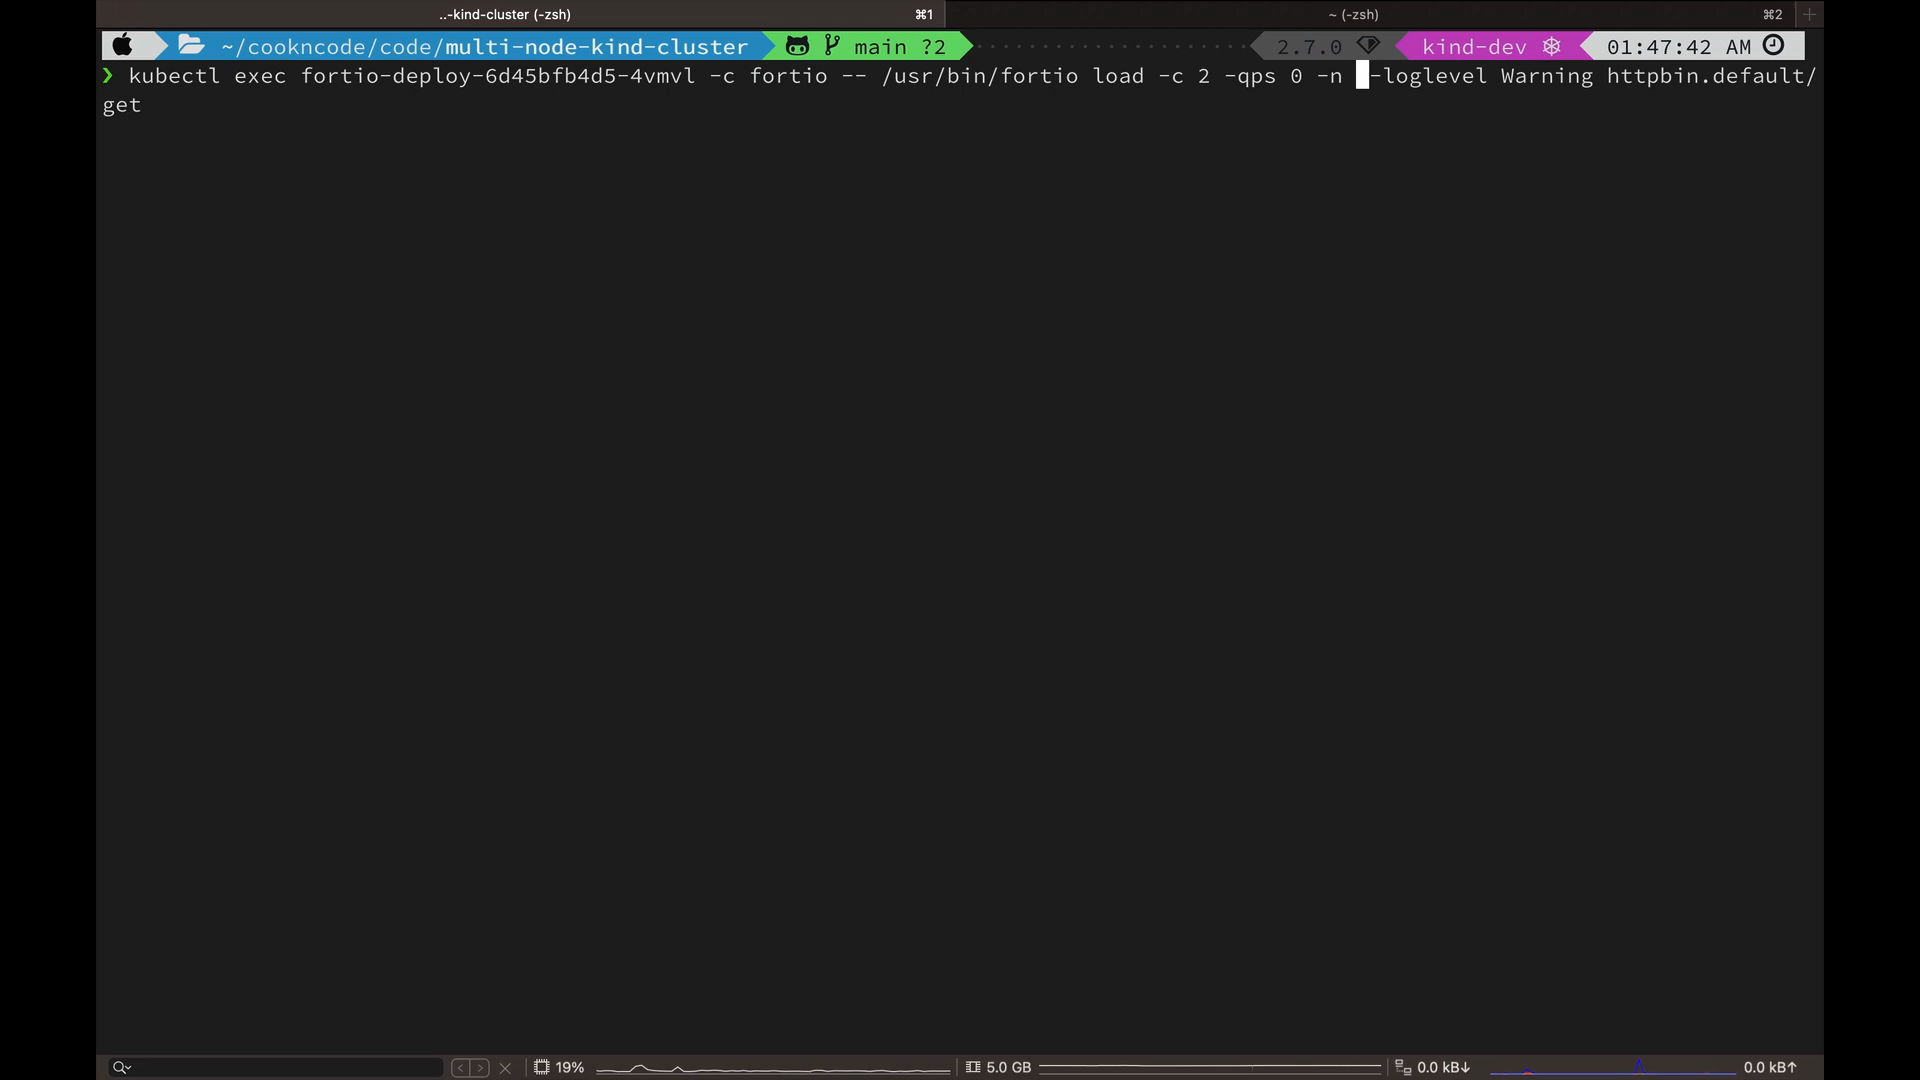 ..-kind-cluster (-zsh) ⌘1 ~ (-zsh) ⌘2
~/cookncode/code/multi-node-kind-cluster main ?2 2.7.0 kind-dev 01:47:42 AM
❯ kubectl exec fortio-deploy-6d45bfb4d5-4vmvl -c fortio -- /usr/bin/fortio load -c 2 -qps 0 -n -loglevel Warning httpbin.default/
get
19% 5.0 GB 0.0 kB↓ 0.0 kB↑